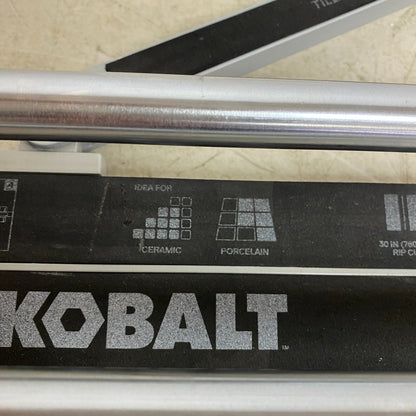 TILE
IDEA FOR
CERAMIC
PORCELAIN
30 IN (760
RIP CU
KOBALT